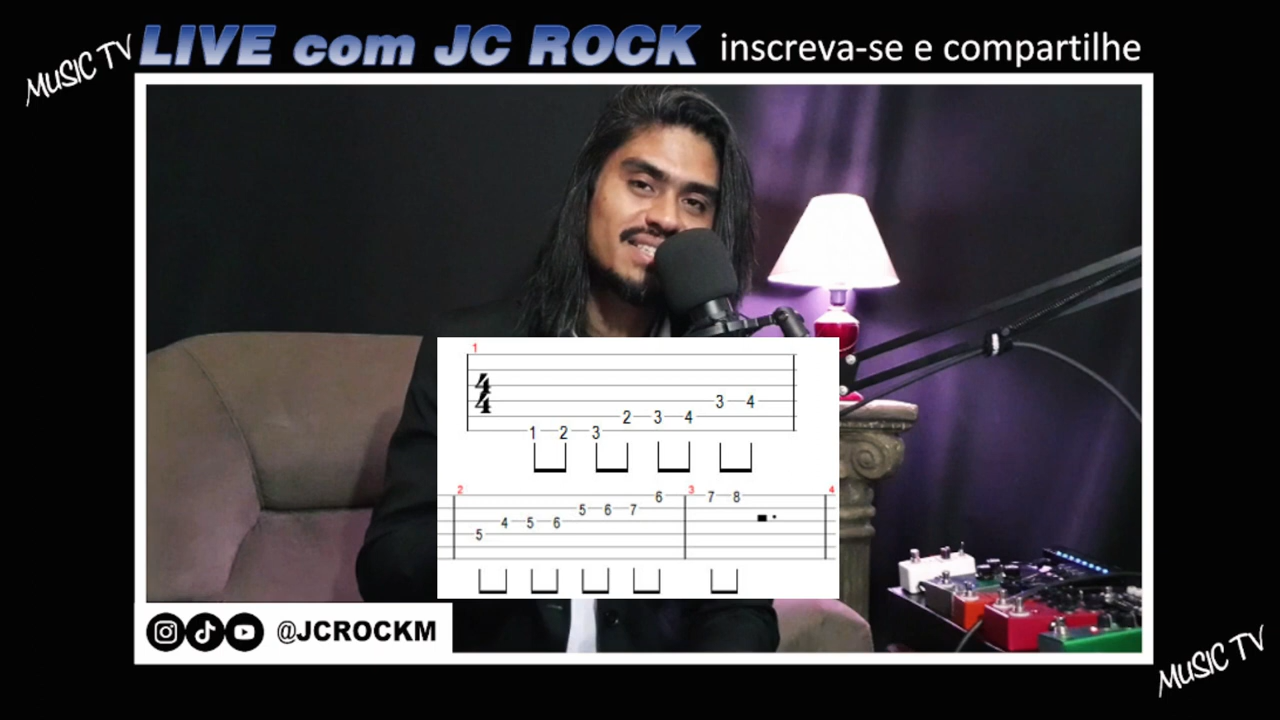 MUSIC TV
LIVE com JC ROCK
inscreva-se e compartilhe
1
4
4
1 2 3 2 3 4 3 4
2 3 4
5 4 5 6 5 6 7 6 7 8
@JCROCKM
MUSIC TV